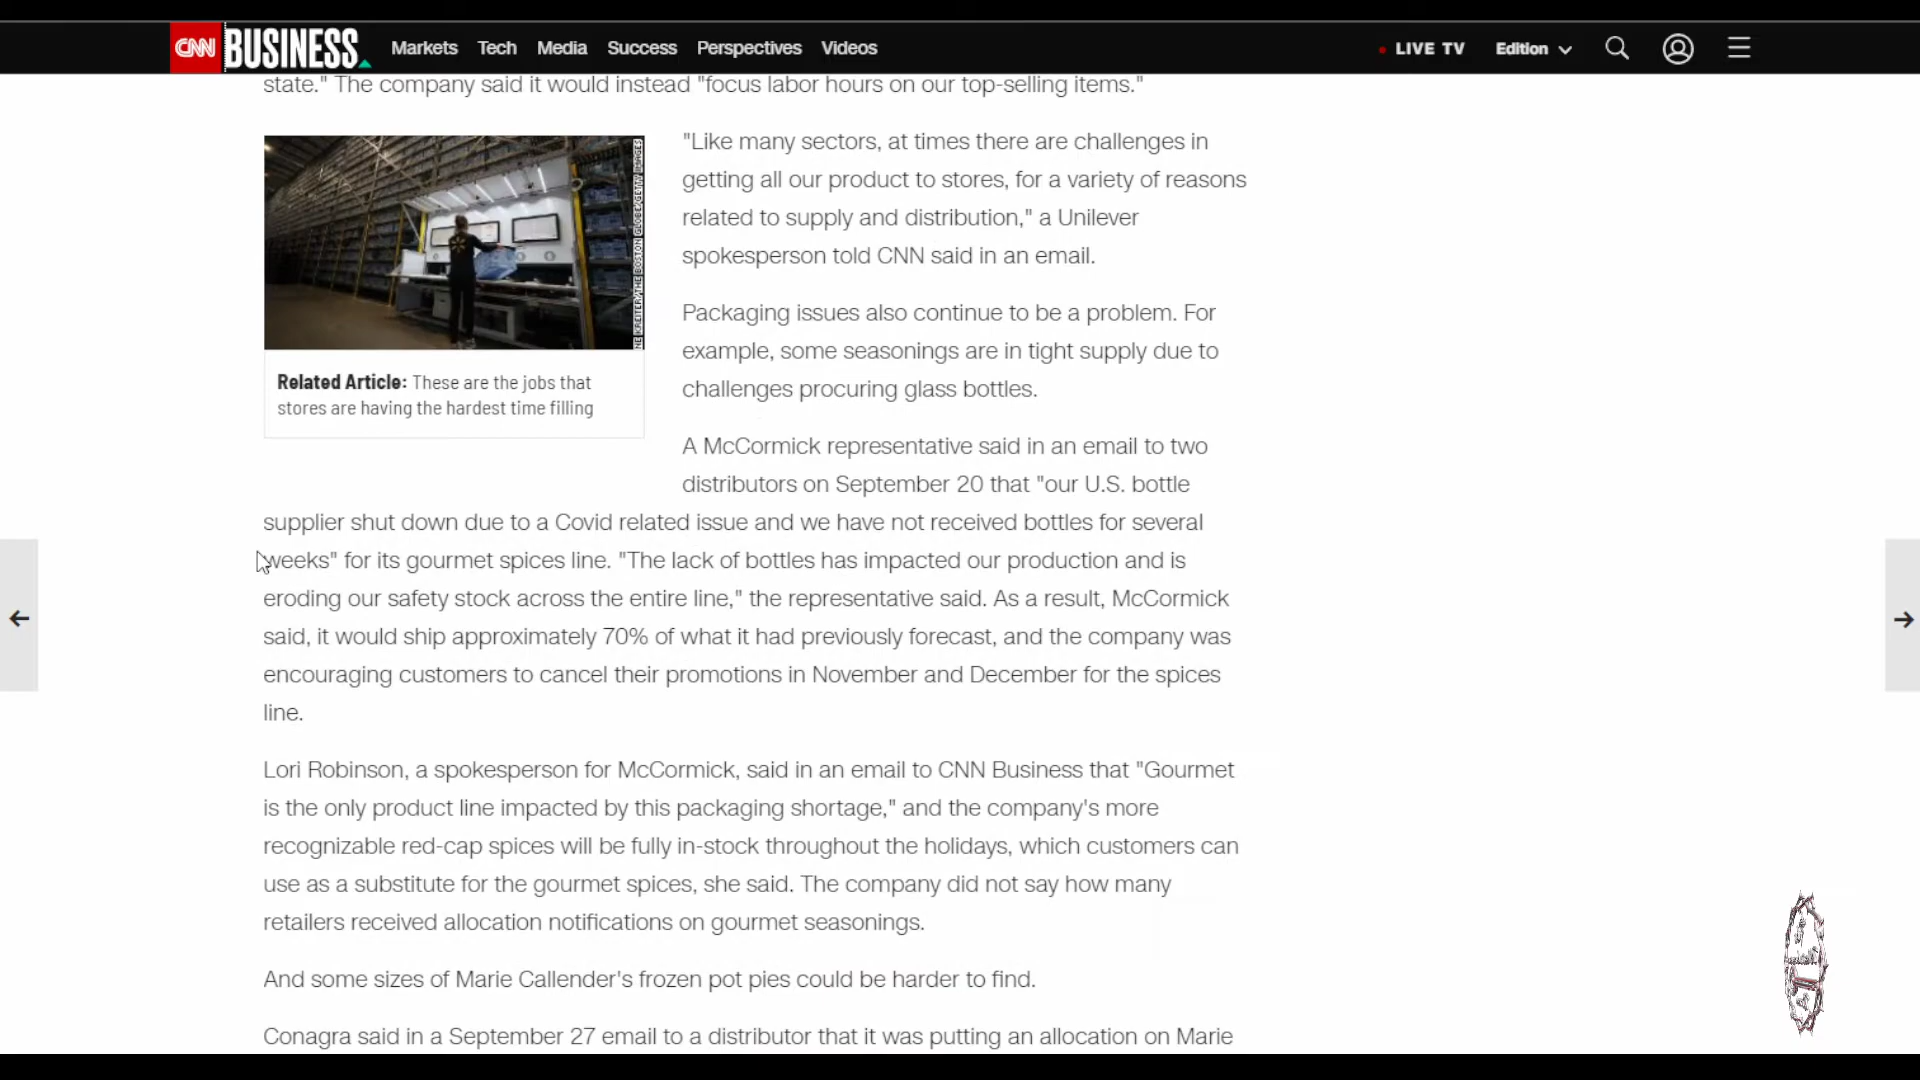 CNN BUSINESS Markets Tech Media Success Perspectives Videos LIVE TV Edition
state." The company said it would instead "focus labor hours on our top-selling items."
"Like many sectors, at times there are challenges in
getting all our product to stores, for a variety of reasons
related to supply and distribution," a Unilever
spokesperson told CNN said in an email.
Packaging issues also continue to be a problem. For
example, some seasonings are in tight supply due to
challenges procuring glass bottles.
KREITER/THE BOSTON GLOBE/GETTY IMAGES
Related Article: These are the jobs that
stores are having the hardest time filling
A McCormick representative said in an email to two
distributors on September 20 that "our U.S. bottle
supplier shut down due to a Covid related issue and we have not received bottles for several
weeks" for its gourmet spices line. "The lack of bottles has impacted our production and is
eroding our safety stock across the entire line," the representative said. As a result, McCormick
said, it would ship approximately 70% of what it had previously forecast, and the company was
encouraging customers to cancel their promotions in November and December for the spices
line.
Lori Robinson, a spokesperson for McCormick, said in an email to CNN Business that "Gourmet
is the only product line impacted by this packaging shortage," and the company's more
recognizable red-cap spices will be fully in-stock throughout the holidays, which customers can
use as a substitute for the gourmet spices, she said. The company did not say how many
retailers received allocation notifications on gourmet seasonings.
And some sizes of Marie Callender's frozen pot pies could be harder to find.
Conagra said in a September 27 email to a distributor that it was putting an allocation on Marie